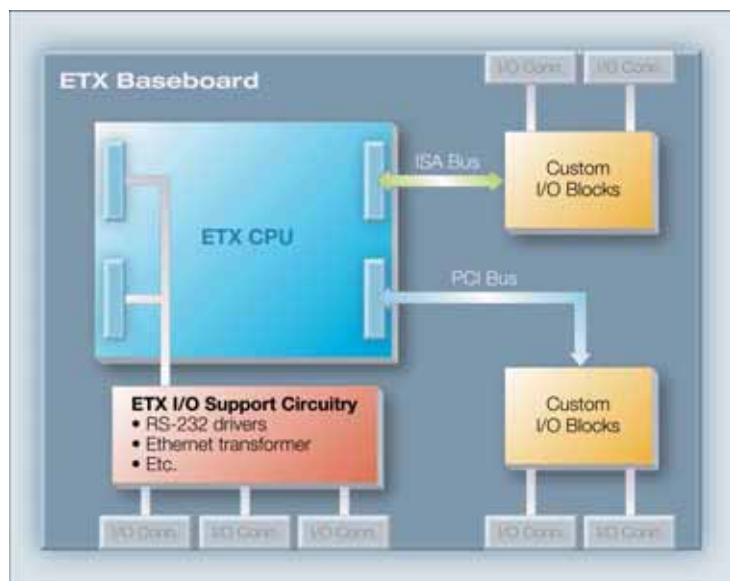 I/O Conn.
I/O Conn.
ETX Baseboard
ISA Bus
Custom
I/O Blocks
ETX CPU
PCI Bus
ETX I/O Support Circuitry
• RS-232 drivers
• Ethernet transformer
• Etc.
Custom
I/O Blocks
I/O Conn.
I/O Conn.
I/O Conn.
I/O Conn.
I/O Conn.